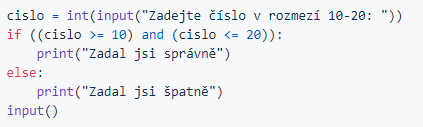 cislo = int(input("Zadejte číslo v rozmezí 10-20: "))
if ((cislo >= 10) and (cislo <= 20)):
    print("Zadal jsi správně")
else:
    print("Zadal jsi špatně")
input()